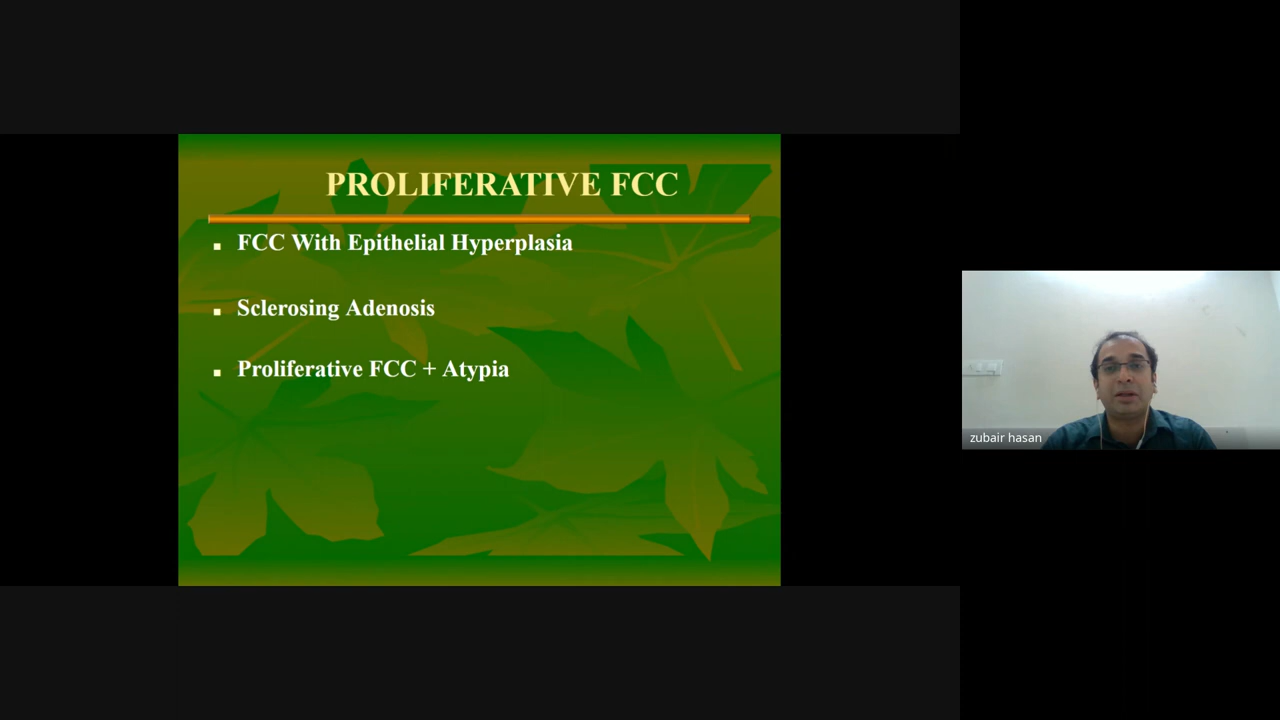 PROLIFERATIVE FCC
FCC With Epithelial Hyperplasia
Sclerosing Adenosis
Proliferative FCC + Atypia
zubair hasan